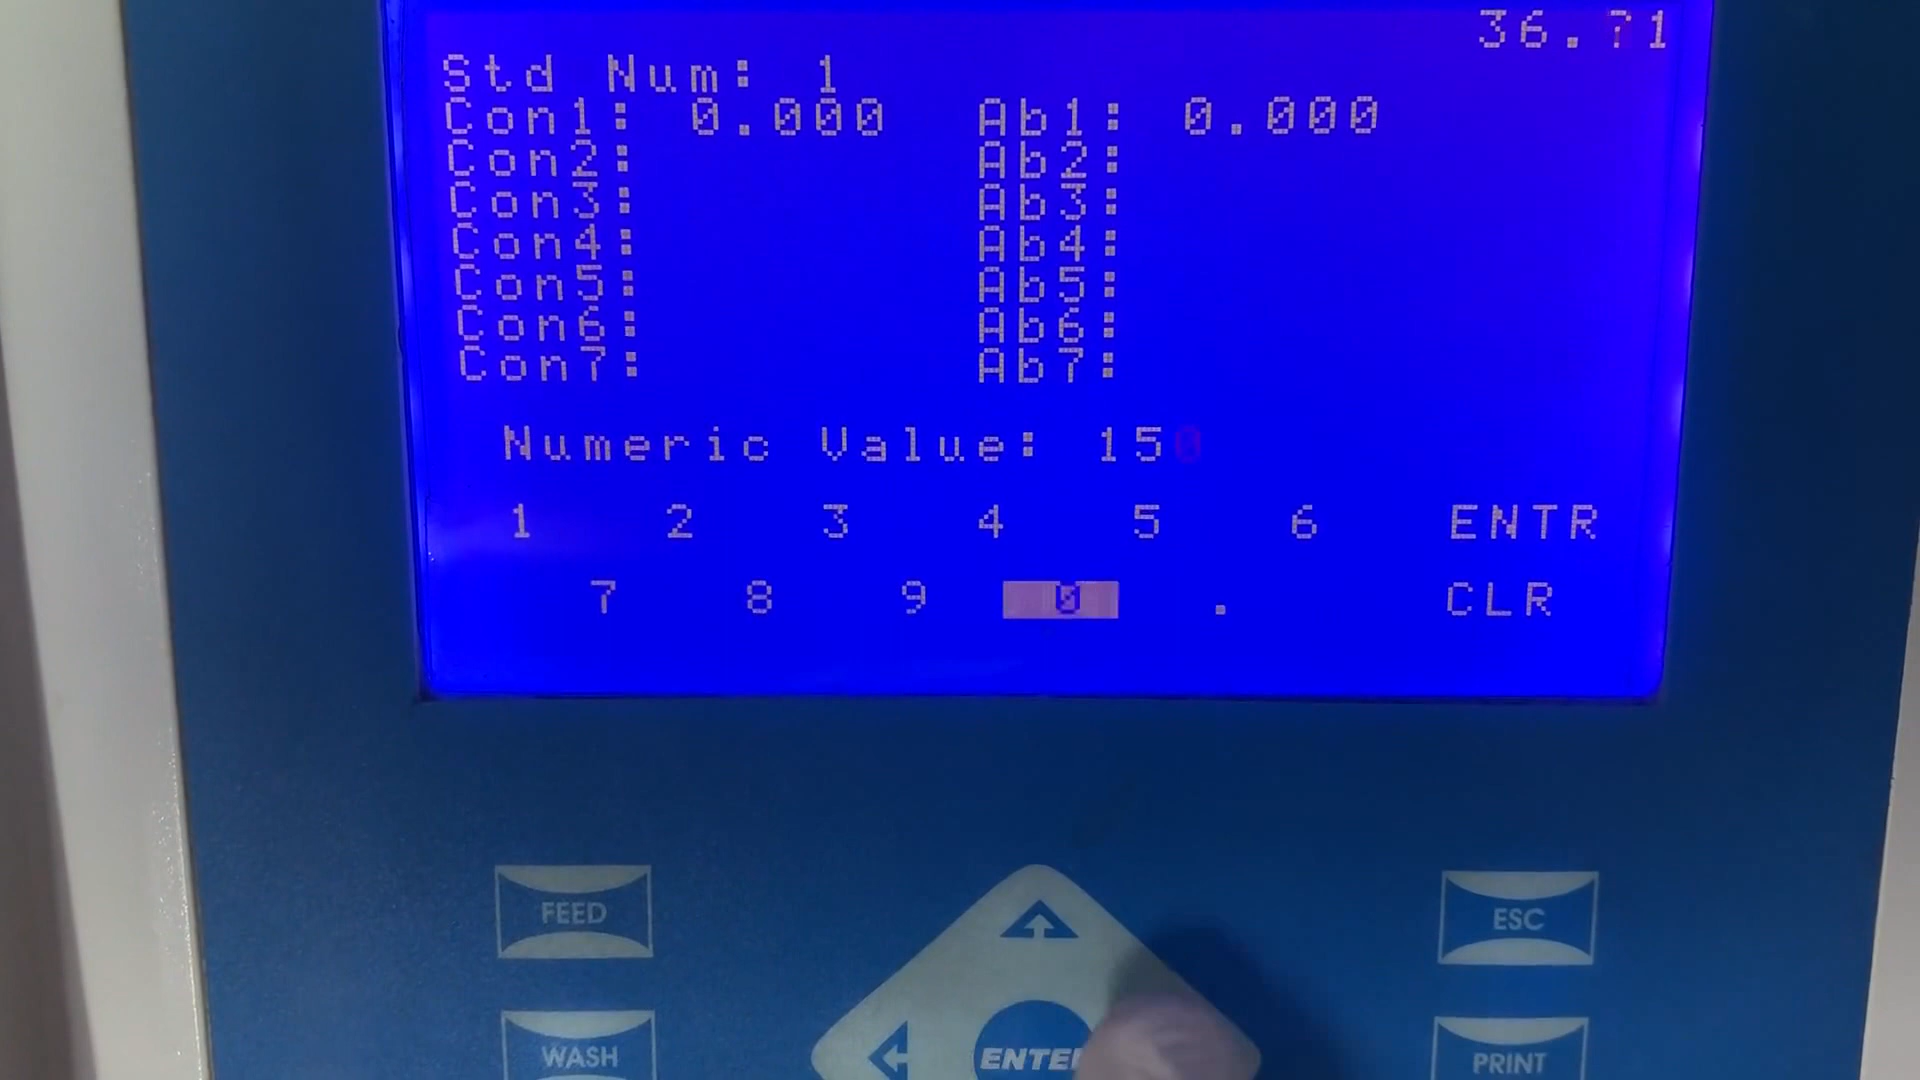 36.?1
Std Num: 1
Con1: 0.000 Ab1: 0.000
Con2: Ab2:
Con3: Ab3:
Con4: Ab4:
Con5: Ab5:
Con6: Ab6:
Con7: Ab7:
Numeric Value: 150
1 2 3 4 5 6 ENTR
7 8 9 0 . CLR
FEED
ESC
WASH
ENTER
PRINT